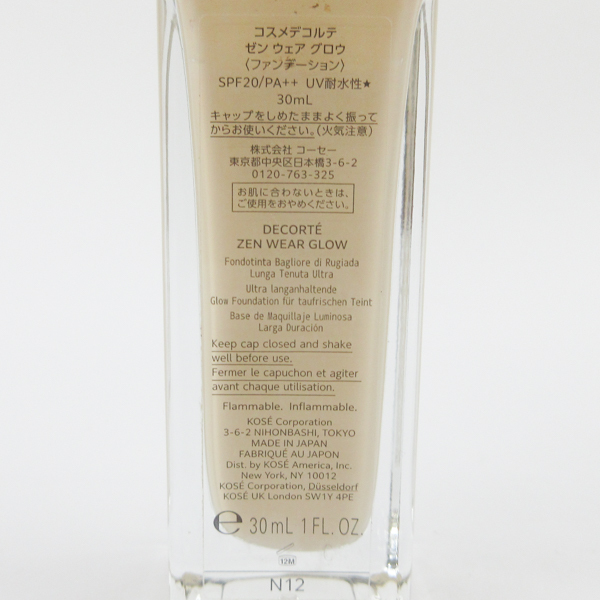 コスメデコルテ
ゼン ウェア グロウ
〈ファンデーション〉
SPF20/PA++ UV耐水性★
30mL
キャップをしめたままよく振って
からお使いください。（火気注意）
株式会社 コーセー
東京都中央区日本橋3-6-2
0120-763-325
お肌に合わないときは、
ご使用をおやめください。
DECORTÉ
ZEN WEAR GLOW
Fondotinta Bagliore di Rugiada
Lunga Tenuta Ultra
Ultra langanhaltende
Glow Foundation für taufrischen Teint
Base de Maquillaje Luminosa
Larga Duración
Keep cap closed and shake
well before use.
Fermer le capuchon et agiter
avant chaque utilisation.
Flammable. Inflammable.
KOSÉ Corporation
3-6-2 NIHONBASHI, TOKYO
MADE IN JAPAN
FABRIQUÉ AU JAPON
Dist. by KOSÉ America, Inc.
New York, NY 10012
KOSÉ Corporation, Düsseldorf
KOSÉ UK London SW1Y 4PE
e 30mL 1 FL. OZ.
12M
N12